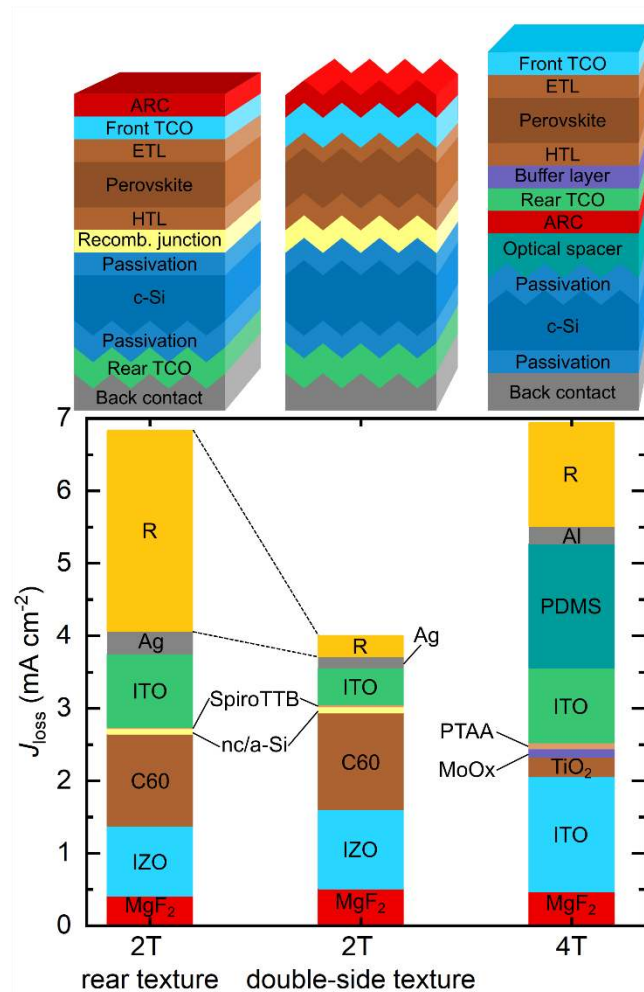 ARC
Front TCO
ETL
Perovskite
HTL
Recomb. junction
Passivation
c-Si
Passivation
Rear TCO
Back contact
Front TCO
ETL
Perovskite
HTL
Buffer layer
Rear TCO
ARC
Optical spacer
Passivation
c-Si
Passivation
Back contact
J_loss (mA cm⁻²)
7
6
5
4
3
2
1
0
R
Ag
ITO
C60
IZO
MgF₂
SpiroTTB
nc/a-Si
R
Ag
ITO
C60
IZO
MgF₂
PTAA
MoOx
R
Al
PDMS
ITO
TiO₂
ITO
MgF₂
2T
rear texture
2T
double-side texture
4T